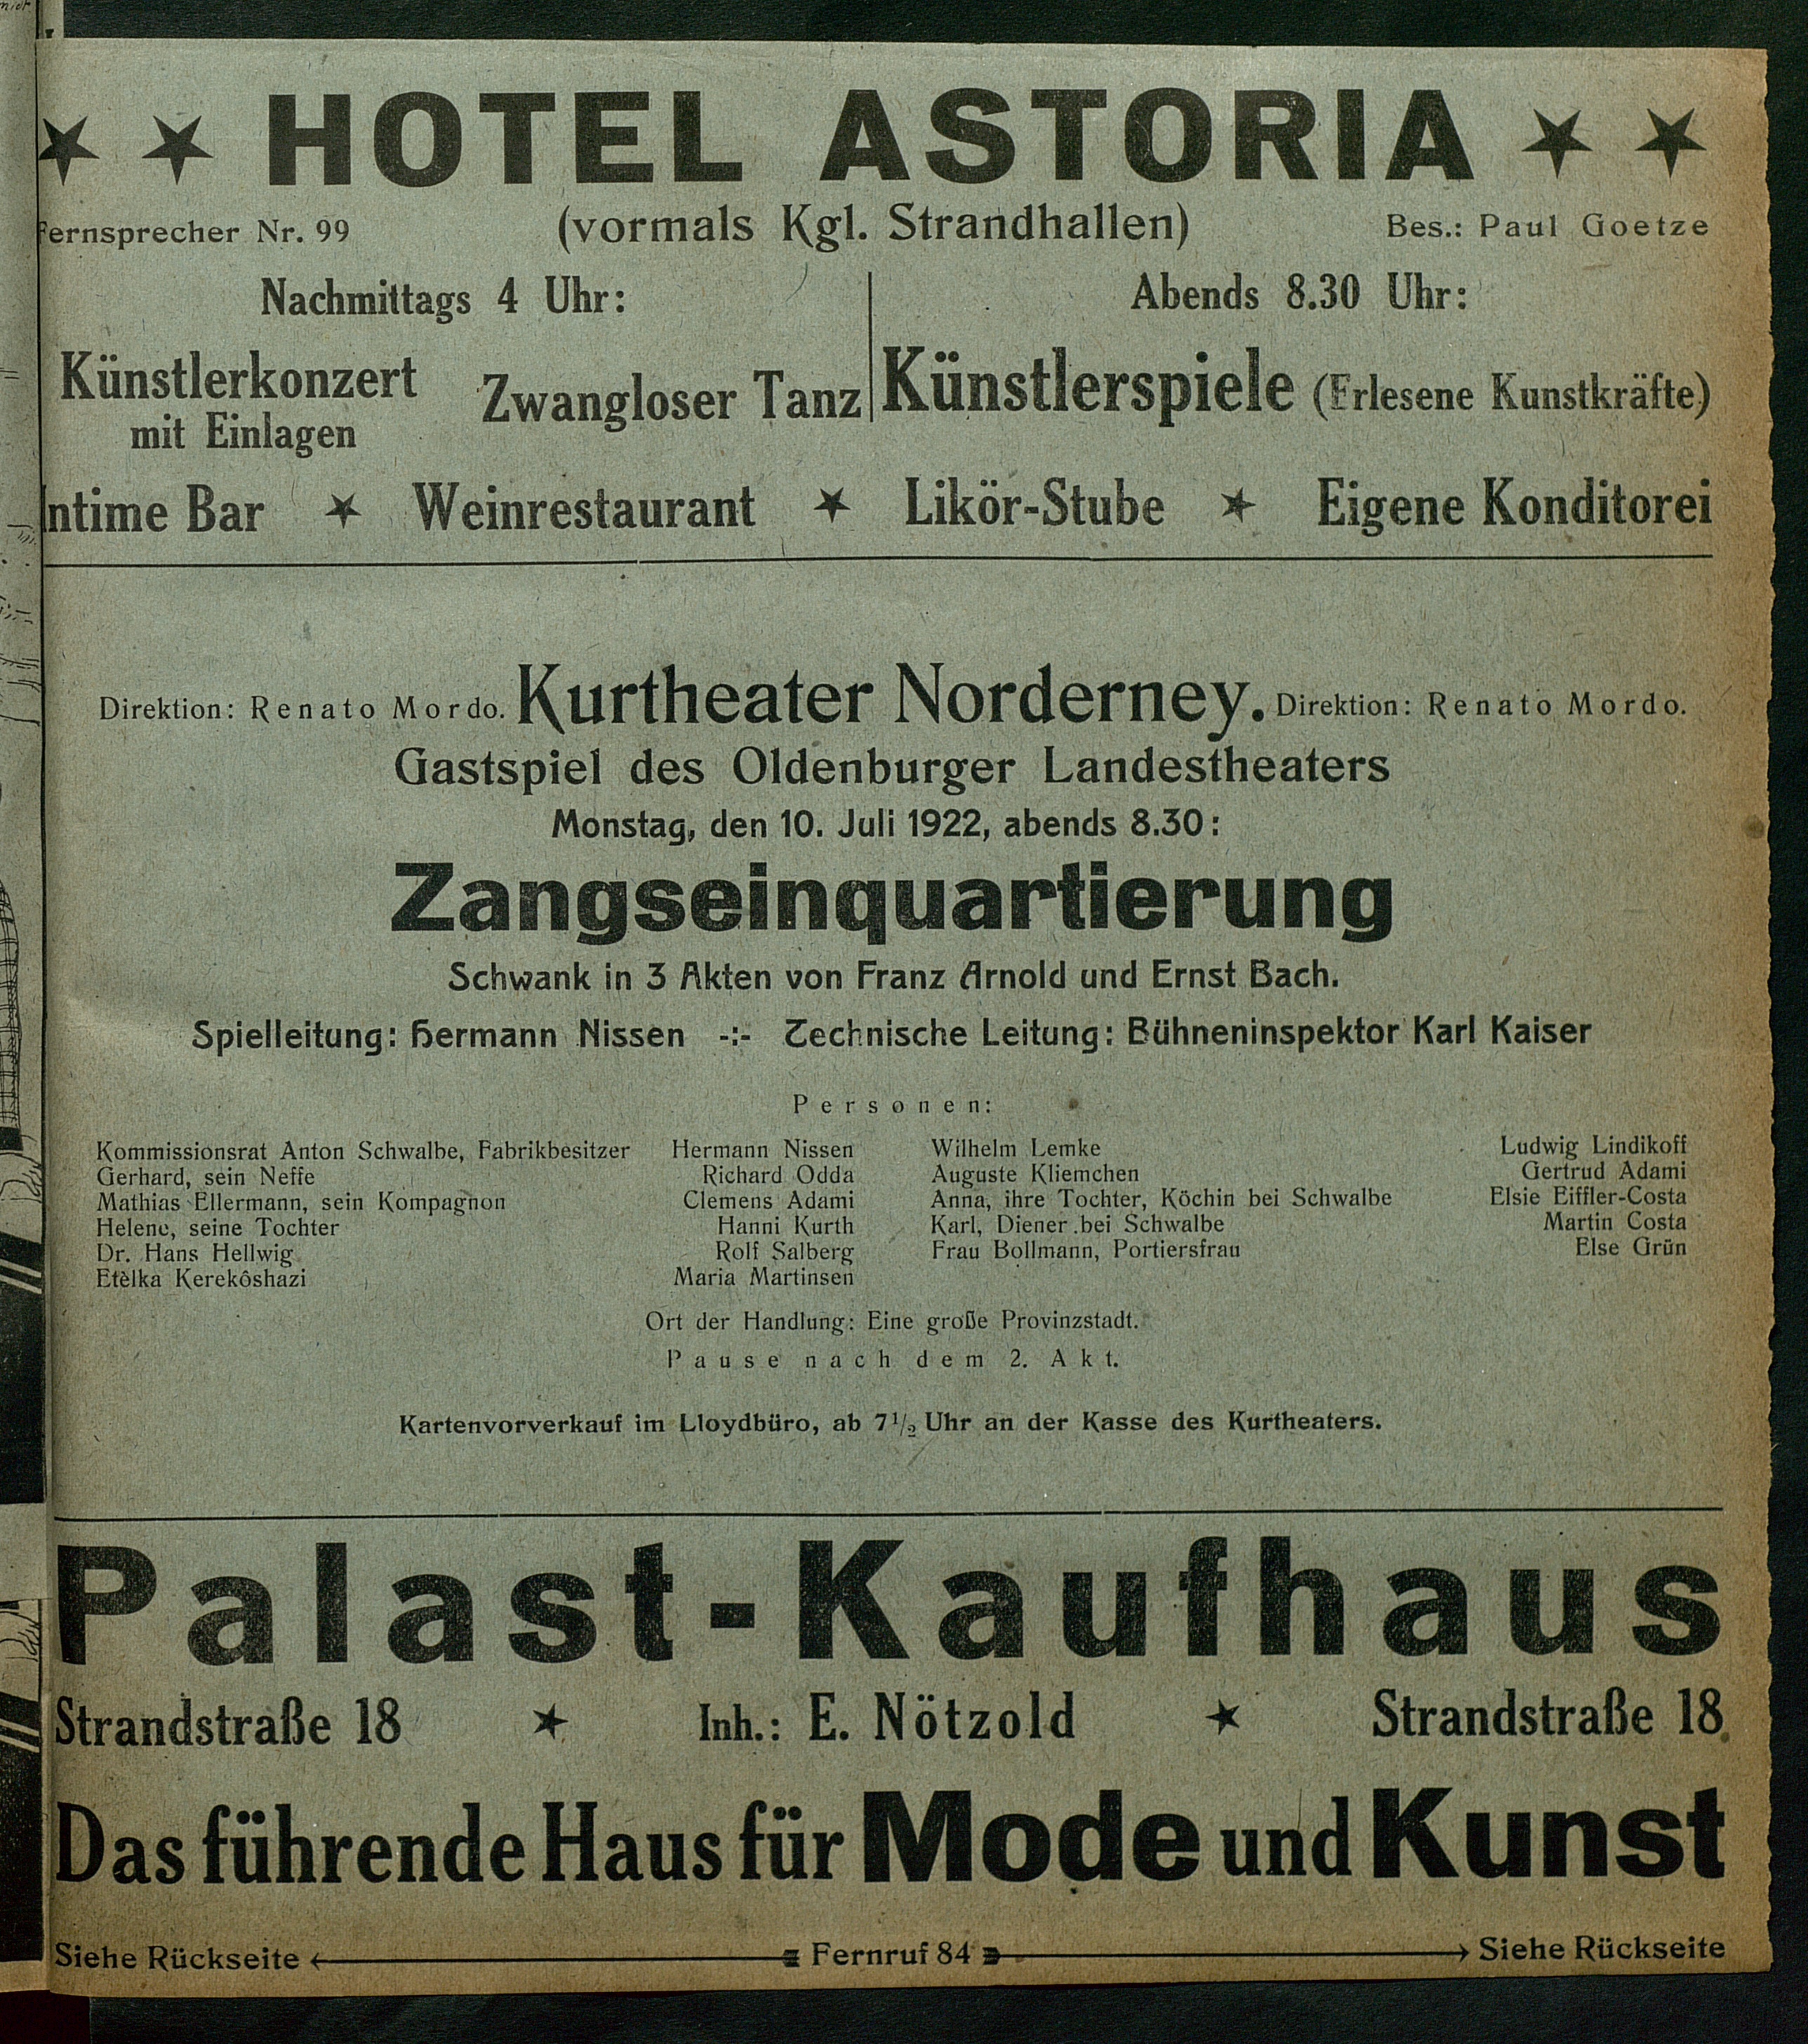 HOTEL ASTORIA
Fernsprecher Nr. 99 (vormals Kgl. Strandhallen) Bes.: Paul Goetze
Nachmittags 4 Uhr:
Künstlerkonzert
mit Einlagen
Zwangloser Tanz
Abends 8.30 Uhr:
Künstlerspiele (Erlesene Kunstkräfte)
Intime Bar ★ Weinrestaurant ★ Likör-Stube ★ Eigene Konditorei
Direktion: Renato Mordo. Kurtheater Norderney. Direktion: Renato Mordo.
Gastspiel des Oldenburger Landestheaters
Monstag, den 10. Juli 1922, abends 8.30:
Zangseinquartierung
Schwank in 3 Akten von Franz Arnold und Ernst Bach.
Spielleitung: Hermann Nissen -:- Technische Leitung: Bühneninspektor Karl Kaiser
Personen:
Kommissionsrat Anton Schwalbe, Fabrikbesitzer Hermann Nissen
Gerhard, sein Neffe Richard Odda
Mathias Ellermann, sein Kompagnon Clemens Adami
Helene, seine Tochter Hanni Kurth
Dr. Hans Hellwig Rolf Salberg
Etèlka Kerekôshazi Maria Martinsen
Wilhelm Lemke Ludwig Lindikoff
Auguste Kliemchen Gertrud Adami
Anna, ihre Tochter, Köchin bei Schwalbe Elsie Eiffler-Costa
Karl, Diener bei Schwalbe Martin Costa
Frau Bollmann, Portiersfrau Else Grün
Ort der Handlung: Eine große Provinzstadt.
Pause nach dem 2. Akt.
Kartenvorverkauf im Lloydbüro, ab 7½ Uhr an der Kasse des Kurtheaters.
Palast-Kaufhaus
Strandstraße 18 ★ Inh.: E. Nötzold ★ Strandstraße 18
Das führende Haus für Mode und Kunst
Siehe Rückseite Fernruf 84 Siehe Rückseite